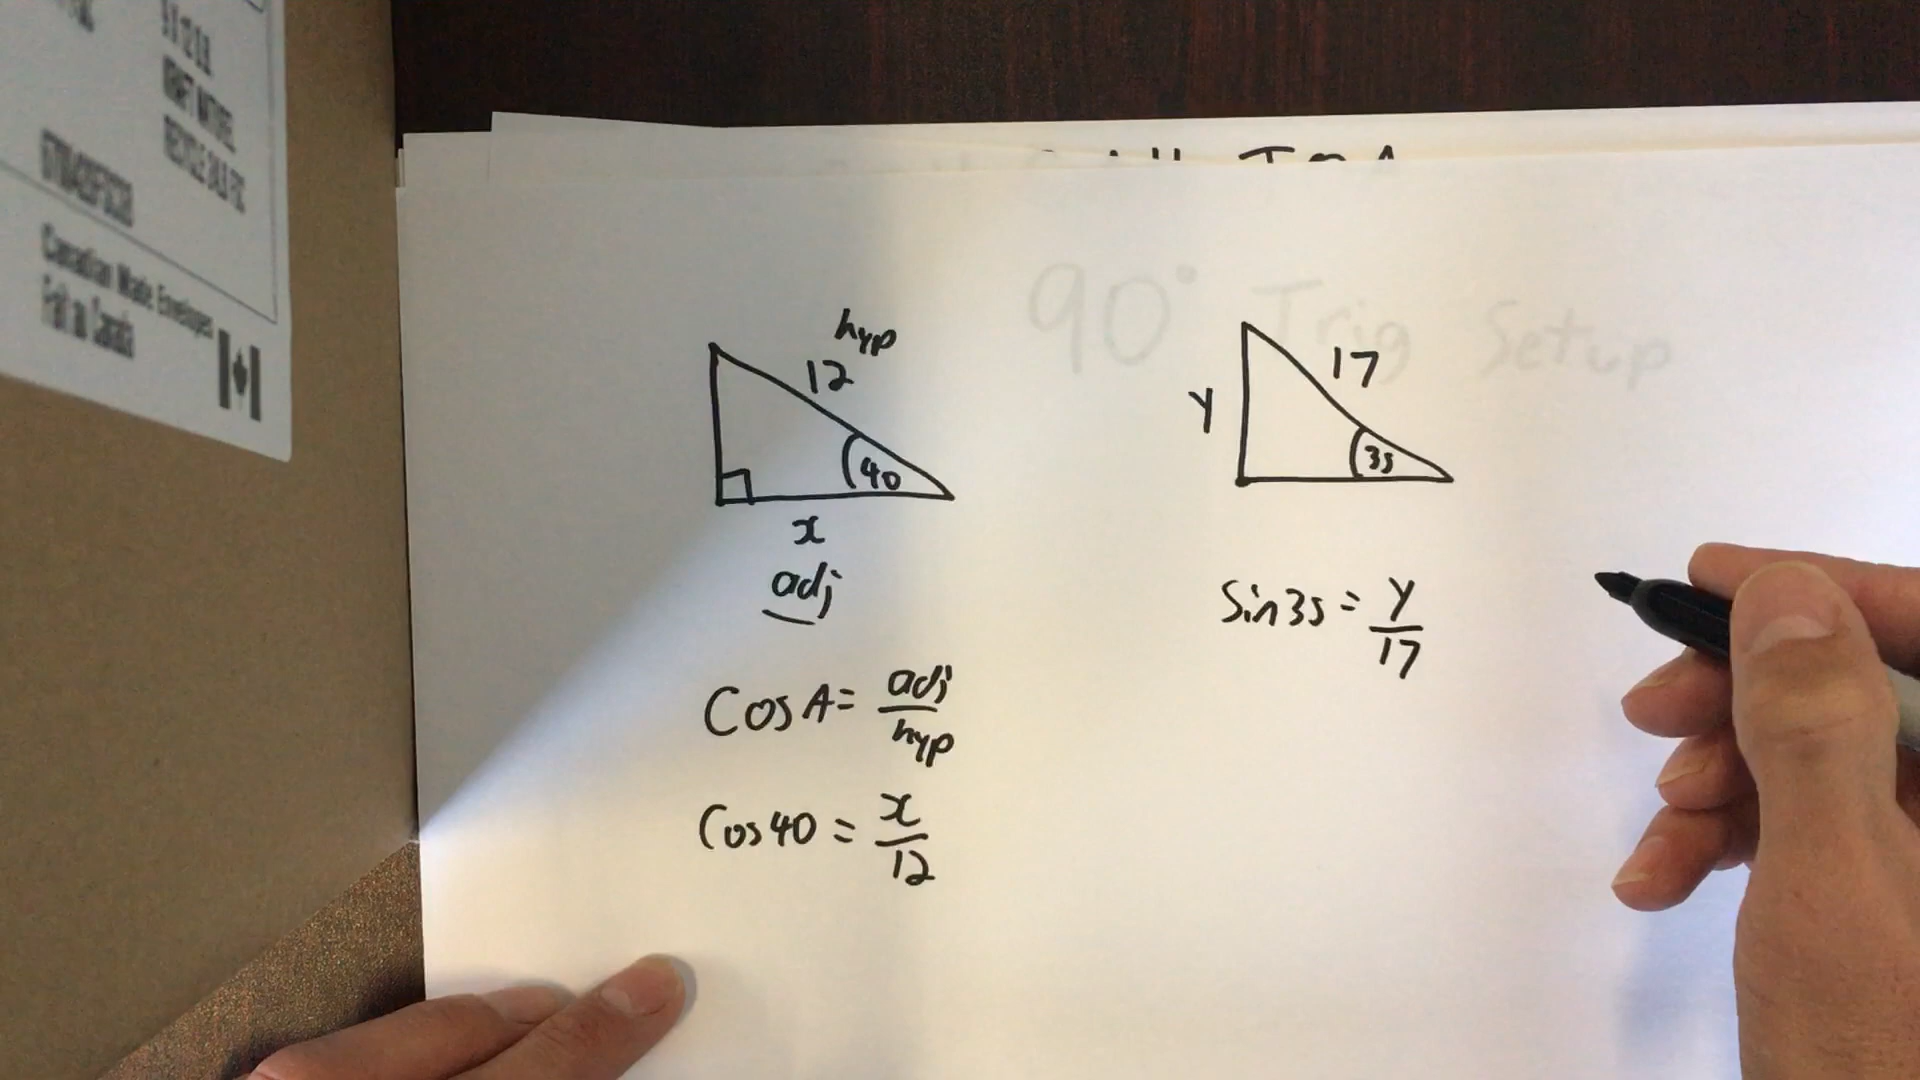 Canadian Made Envelopes
Fait au Canada
90° Trig Setup
hyp
12
40
x
adj
Cos A = adj/hyp
Cos 40 = x/12
17
y
35
Sin 35 = y/17